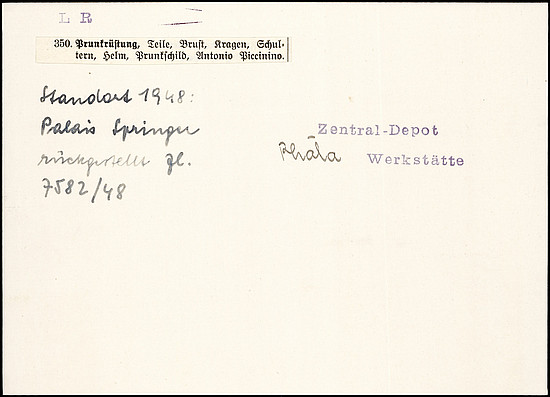 L R
350. Prunkrüstung, Teile, Brust, Kragen, Schul-
tern, Helm, Prunkschild, Antonio Piccinino.
Standort 1948:
Palais Springer
rückgestellt Zl.
7582/48
Zentral-Depot
Rhäla Werkstätte